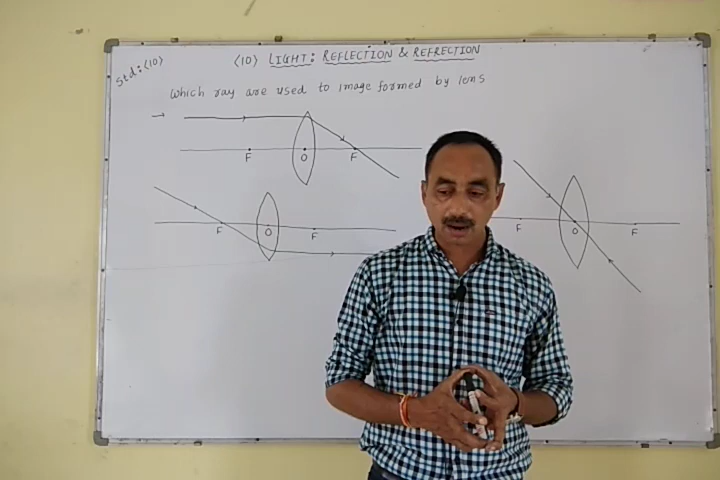 Std:(10)
(10) LIGHT: REFLECTION & REFRECTION
Which ray are used to image formed by lens
F O F
F O F
F O F